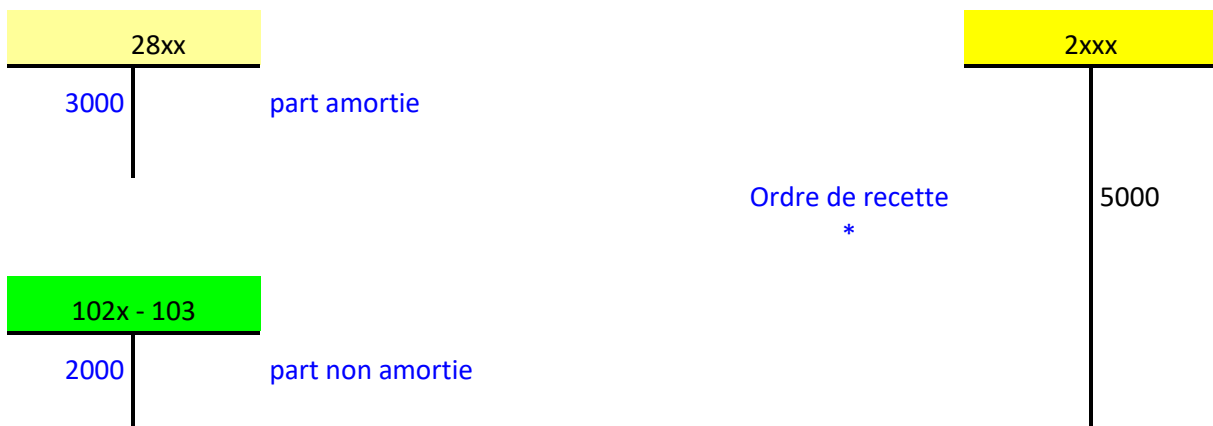 28xx
2xxx
3000 part amortie
Ordre de recette 5000
*
102x - 103
2000 part non amortie